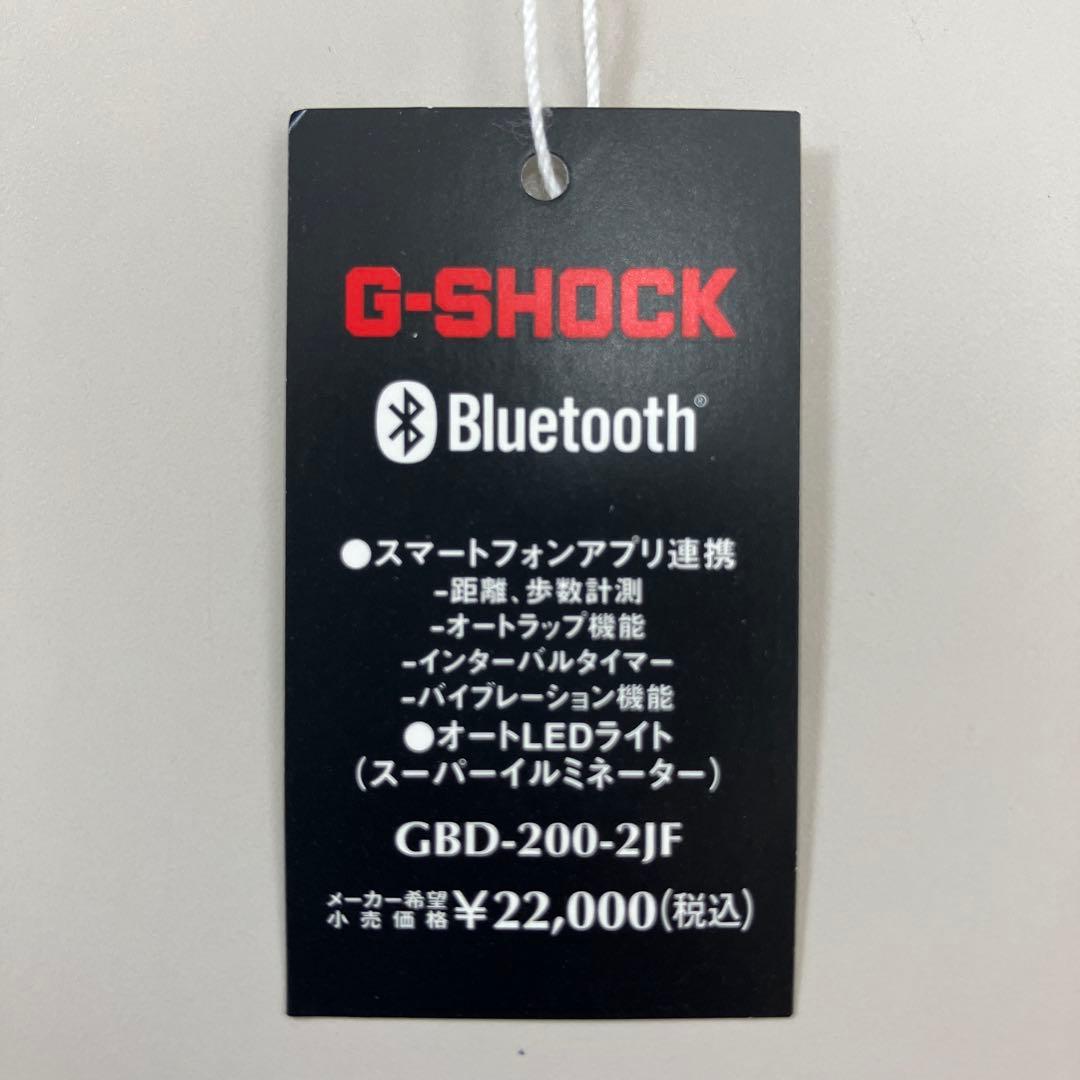 G-SHOCK
Bluetooth®
●スマートフォンアプリ連携
-距離、歩数計測
-オートラップ機能
-インターバルタイマー
-バイブレーション機能
●オートLEDライト
(スーパーイルミネーター)
GBD-200-2JF
メーカー希望
小売価格 ¥22,000(税込)